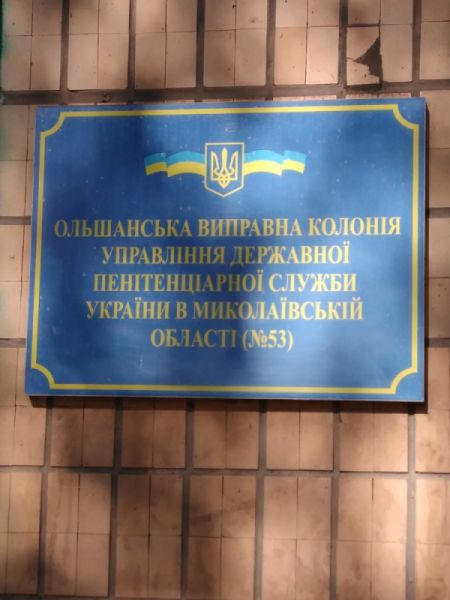 ОЛЬШАНСЬКА ВИПРАВНА КОЛОНІЯ
УПРАВЛІННЯ ДЕРЖАВНОЇ
ПЕНІТЕНЦІАРНОЇ СЛУЖБИ
УКРАЇНИ В МИКОЛАЇВСЬКІЙ
ОБЛАСТІ (№53)